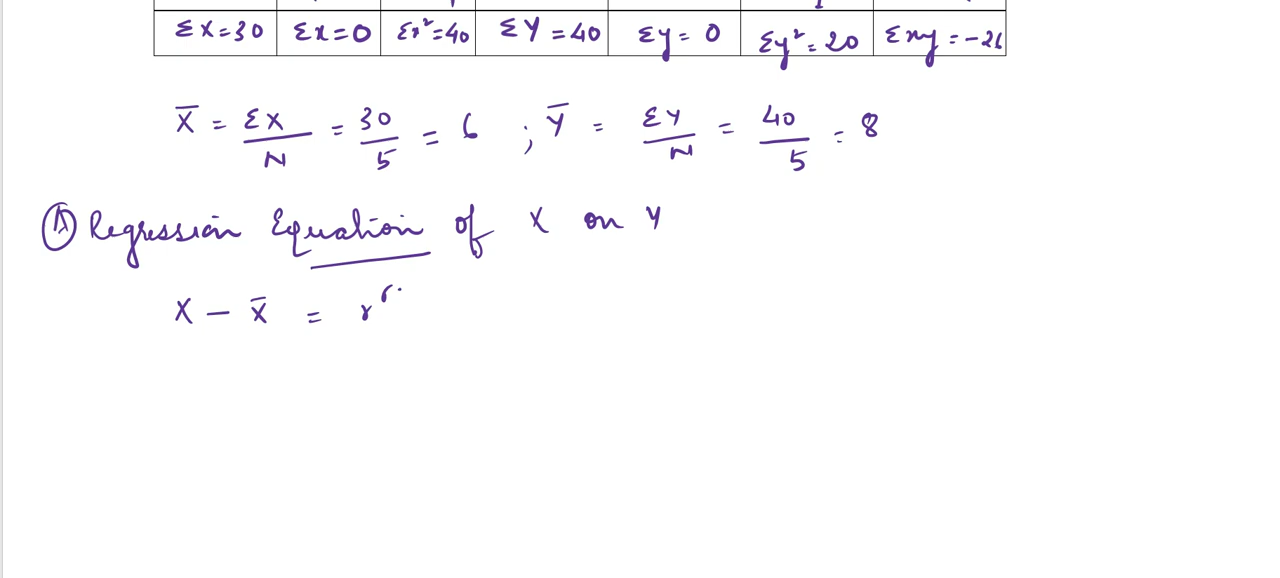 Σx=30 Σx=0 Σx²=40 ΣY=40 Σy=0 Σy²=20 Σxy=-26
X̄ = ΣX/N = 30/5 = 6 ; Ȳ = ΣY/N = 40/5 = 8
(A) Regression Equation of X on Y
X - X̄ = r